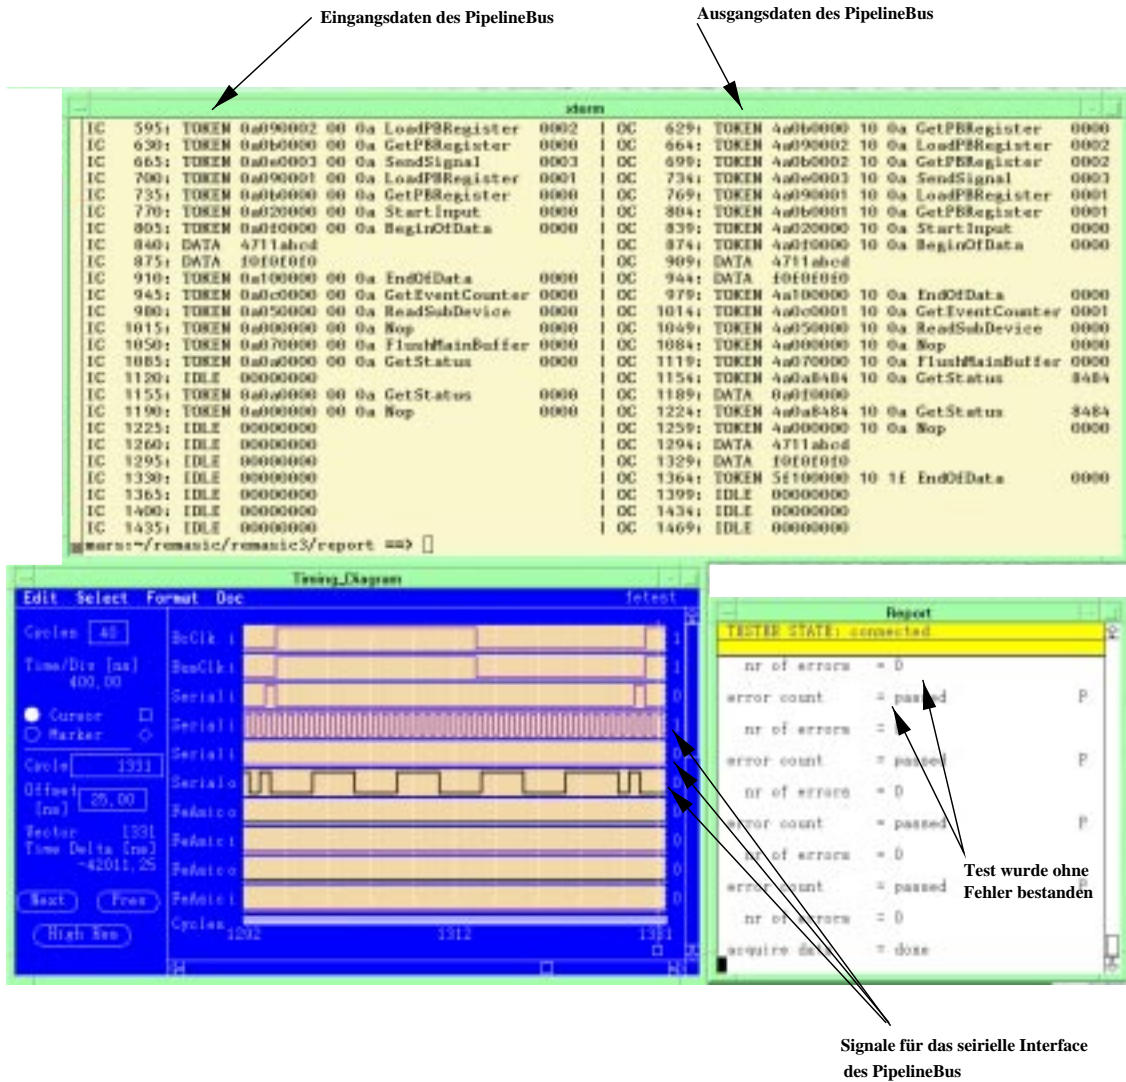 Eingangsdaten des PipelineBus
Ausgangsdaten des PipelineBus
xterm
IC 595: TOKEN 0a090002 00 0a LoadPBRegister 0002 | OC 629: TOKEN 4a0b0000 10 0a GetPBRegister 0000
IC 630: TOKEN 0a0b0000 00 0a GetPBRegister 0000 | OC 664: TOKEN 4a090002 10 0a LoadPBRegister 0002
IC 665: TOKEN 0a0e0003 00 0a SendSignal 0003 | OC 699: TOKEN 4a0b0002 10 0a GetPBRegister 0002
IC 700: TOKEN 0a090001 00 0a LoadPBRegister 0001 | OC 734: TOKEN 4a0e0003 10 0a SendSignal 0003
IC 735: TOKEN 0a0b0000 00 0a GetPBRegister 0000 | OC 769: TOKEN 4a090001 10 0a LoadPBRegister 0001
IC 770: TOKEN 0a020000 00 0a StartInput 0000 | OC 804: TOKEN 4a0b0001 10 0a GetPBRegister 0001
IC 805: TOKEN 0a0f0000 00 0a BeginOfData 0000 | OC 839: TOKEN 4a020000 10 0a StartInput 0000
IC 840: DATA 4711abcd | OC 874: TOKEN 4a0f0000 10 0a BeginOfData 0000
IC 875: DATA f0f0f0f0 | OC 909: DATA 4711abcd
IC 910: TOKEN 0a100000 00 0a EndOfData 0000 | OC 944: DATA f0f0f0f0
IC 945: TOKEN 0a0c0000 00 0a GetEventCounter 0000 | OC 979: TOKEN 4a100000 10 0a EndOfData 0000
IC 980: TOKEN 0a050000 00 0a ReadSubDevice 0000 | OC 1014: TOKEN 4a0c0001 10 0a GetEventCounter 0001
IC 1015: TOKEN 0a000000 00 0a Nop 0000 | OC 1049: TOKEN 4a050000 10 0a ReadSubDevice 0000
IC 1050: TOKEN 0a070000 00 0a FlushMainBuffer 0000 | OC 1084: TOKEN 4a000000 10 0a Nop 0000
IC 1085: TOKEN 0a0a0000 00 0a GetStatus 0000 | OC 1119: TOKEN 4a070000 10 0a FlushMainBuffer 0000
IC 1120: IDLE 00000000 | OC 1154: TOKEN 4a0a8484 10 0a GetStatus 8484
IC 1155: TOKEN 0a0a0000 00 0a GetStatus 0000 | OC 1189: DATA 0a0f0000
IC 1190: TOKEN 0a000000 00 0a Nop 0000 | OC 1224: TOKEN 4a0a8484 10 0a GetStatus 8484
IC 1225: IDLE 00000000 | OC 1259: TOKEN 4a000000 10 0a Nop 0000
IC 1260: IDLE 00000000 | OC 1294: DATA 4711abcd
IC 1295: IDLE 00000000 | OC 1329: DATA f0f0f0f0
IC 1330: IDLE 00000000 | OC 1364: TOKEN 5f100000 10 1f EndOfData 0000
IC 1365: IDLE 00000000 | OC 1399: IDLE 00000000
IC 1400: IDLE 00000000 | OC 1434: IDLE 00000000
IC 1435: IDLE 00000000 | OC 1469: IDLE 00000000
mars:~/remasic/remasic3/report ==>
Timing_Diagram
Edit Select Format Doc fetest
Cycles 40
Time/Div [ns]
400.00
Cursor
Marker
Cycle 1331
Offset 25.00
[ns]
Vector 1331
Time Delta [ns]
-42011.25
Next Prev
BcClk i 1
BusClk i 1
Serial i 0
Serial i 1
Serial i 0
Serial o 0
Cycles
1292 1312 1331
Report
TESTER STATE: connected
nr of errors = 0
error count = passed P
nr of errors =
error count = passed P
nr of errors = 0
error count = passed P
nr of errors = 0
error count = passed P
nr of errors = 0
acquire data = done
Test wurde ohne
Fehler bestanden
Signale für das seirielle Interface
des PipelineBus